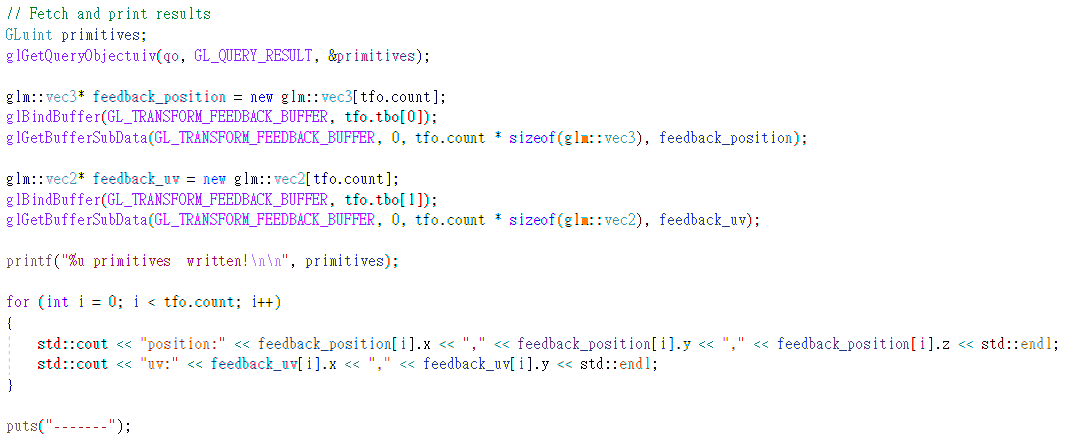 // Fetch and print results
GLuint primitives;
glGetQueryObjectuiv(qo, GL_QUERY_RESULT, &primitives);
glm::vec3* feedback_position = new glm::vec3[tfo.count];
glBindBuffer(GL_TRANSFORM_FEEDBACK_BUFFER, tfo.tbo[0]);
glGetBufferSubData(GL_TRANSFORM_FEEDBACK_BUFFER, 0, tfo.count * sizeof(glm::vec3), feedback_position);
glm::vec2* feedback_uv = new glm::vec2[tfo.count];
glBindBuffer(GL_TRANSFORM_FEEDBACK_BUFFER, tfo.tbo[1]);
glGetBufferSubData(GL_TRANSFORM_FEEDBACK_BUFFER, 0, tfo.count * sizeof(glm::vec2), feedback_uv);
printf("%u primitives  written!\n\n", primitives);
for (int i = 0; i < tfo.count; i++)
{
    std::cout << "position:" << feedback_position[i].x << "," << feedback_position[i].y << "," << feedback_position[i].z << std::endl;
    std::cout << "uv:" << feedback_uv[i].x << "," << feedback_uv[i].y << std::endl;
}
puts("-------");